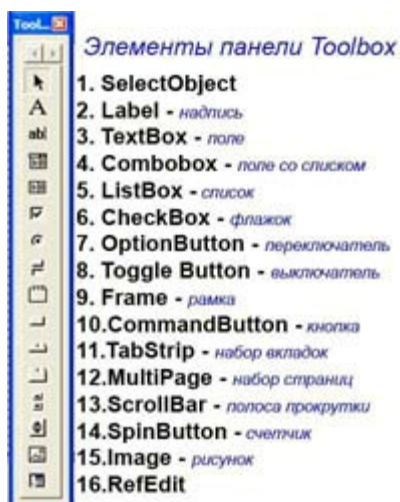 Tool...
Элементы панели Toolbox
1. SelectObject
A
2. Label - надпись
abl
3. TextBox - поле
4. Combobox - поле со списком
5. ListBox - список
6. CheckBox - флажок
7. OptionButton - переключатель
8. Toggle Button - выключатель
9. Frame - рамка
10.CommandButton - кнопка
11.TabStrip - набор вкладок
12.MultiPage - набор страниц
13.ScrollBar - полоса прокрутки
14.SpinButton - счетчик
15.Image - рисунок
16.RefEdit